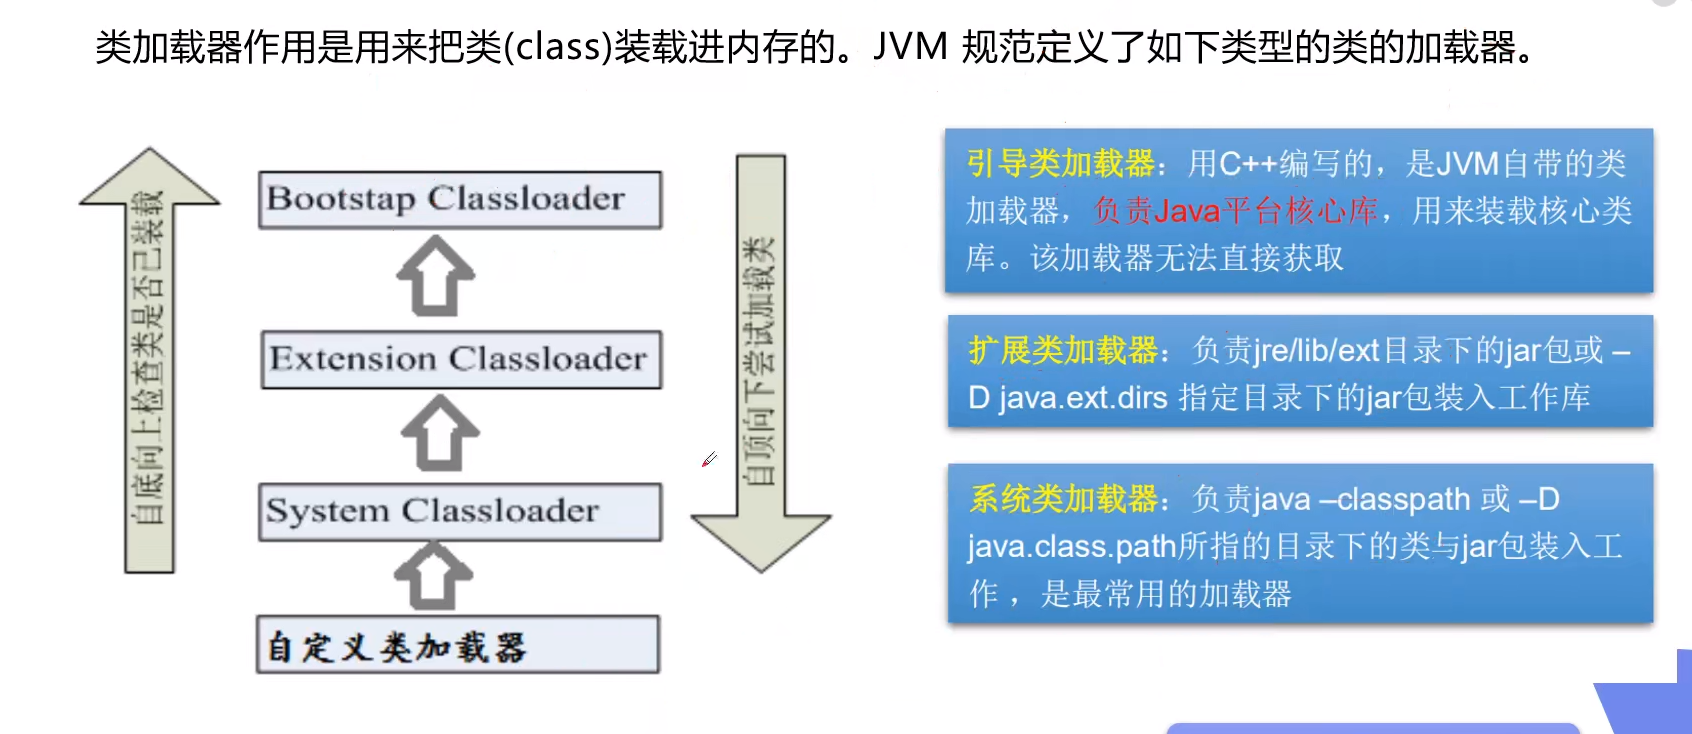 类加载器作用是用来把类(class)装载进内存的。JVM 规范定义了如下类型的类的加载器。
自底向上检查类是否已装载
Bootstap Classloader
Extension Classloader
System Classloader
自定义类加载器
自顶向下尝试加载类
引导类加载器：用C++编写的，是JVM自带的类
加载器，负责Java平台核心库，用来装载核心类
库。该加载器无法直接获取
扩展类加载器：负责jre/lib/ext目录下的jar包或 –
D java.ext.dirs 指定目录下的jar包装入工作库
系统类加载器：负责java –classpath 或 –D
java.class.path所指的目录下的类与jar包装入工
作 ，是最常用的加载器